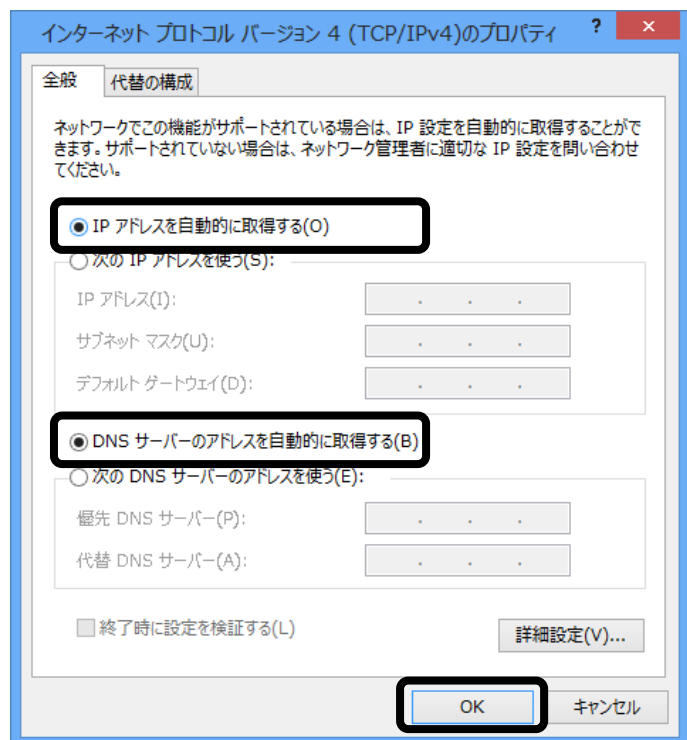 インターネット プロトコル バージョン 4 (TCP/IPv4)のプロパティ ? ×
全般 代替の構成
ネットワークでこの機能がサポートされている場合は、IP 設定を自動的に取得することがで
きます。サポートされていない場合は、ネットワーク管理者に適切な IP 設定を問い合わせ
てください。
IP アドレスを自動的に取得する(O)
次の IP アドレスを使う(S):
IP アドレス(I):
サブネット マスク(U):
デフォルト ゲートウェイ(D):
DNS サーバーのアドレスを自動的に取得する(B)
次の DNS サーバーのアドレスを使う(E):
優先 DNS サーバー(P):
代替 DNS サーバー(A):
終了時に設定を検証する(L)
詳細設定(V)...
OK キャンセル